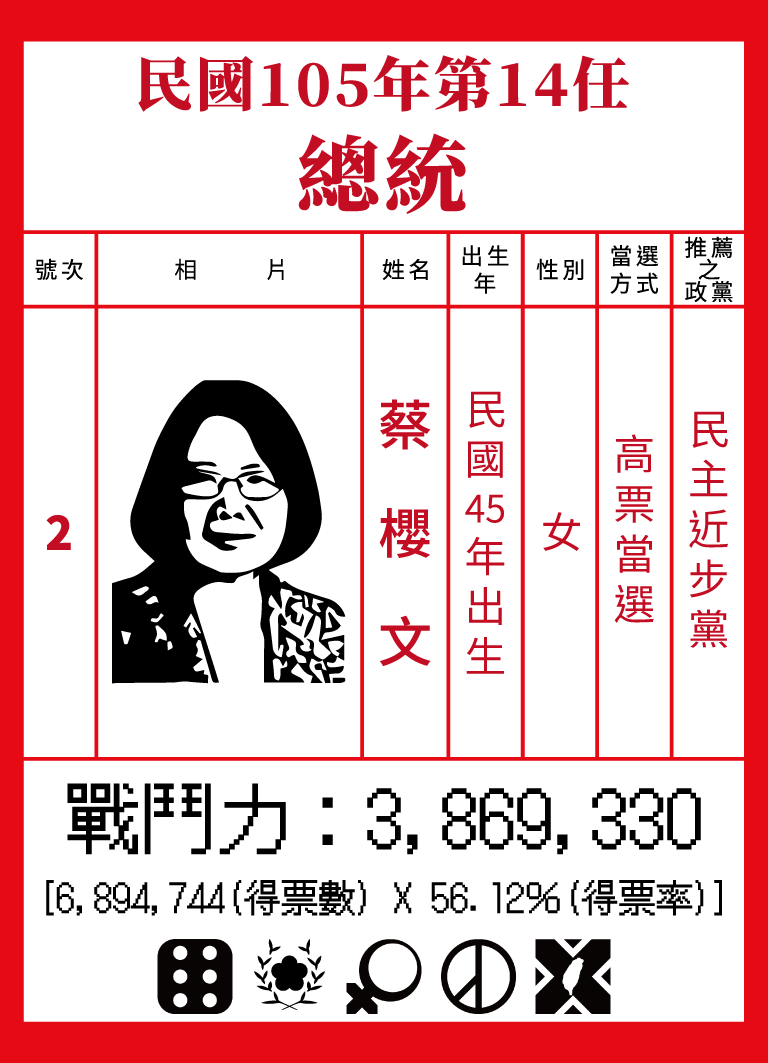 民國105年第14任
總統
號次
相 片
姓名
出生年
性別
當選方式
推薦之政黨
2
蔡櫻文
民國45年出生
女
高票當選
民主近步黨
戰鬥力：3,869,330
[6,894,744(得票數) X 56.12%(得票率)]